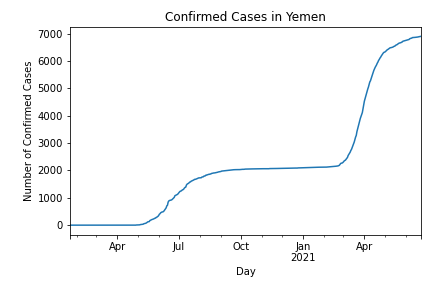 Confirmed Cases in Yemen
Number of Confirmed Cases
7000
6000
5000
4000
3000
2000
1000
0
Apr Jul Oct Jan Apr
2021
Day